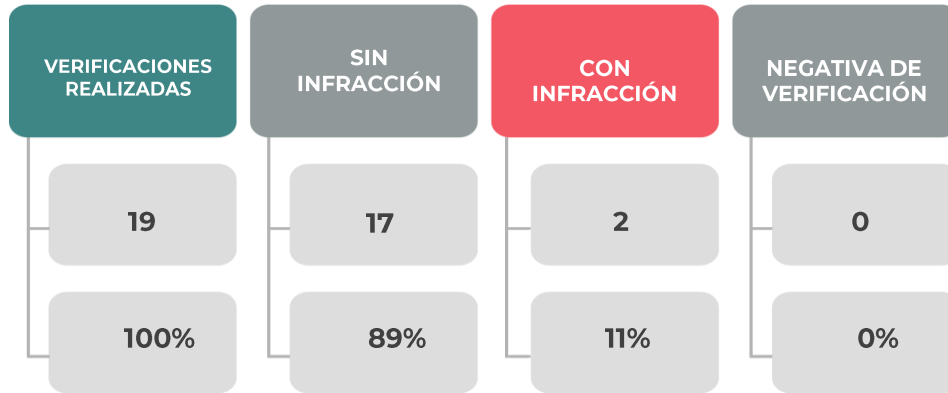 VERIFICACIONES
REALIZADAS
19
100%
SIN
INFRACCIÓN
17
89%
CON
INFRACCIÓN
2
11%
NEGATIVA DE
VERIFICACIÓN
0
0%